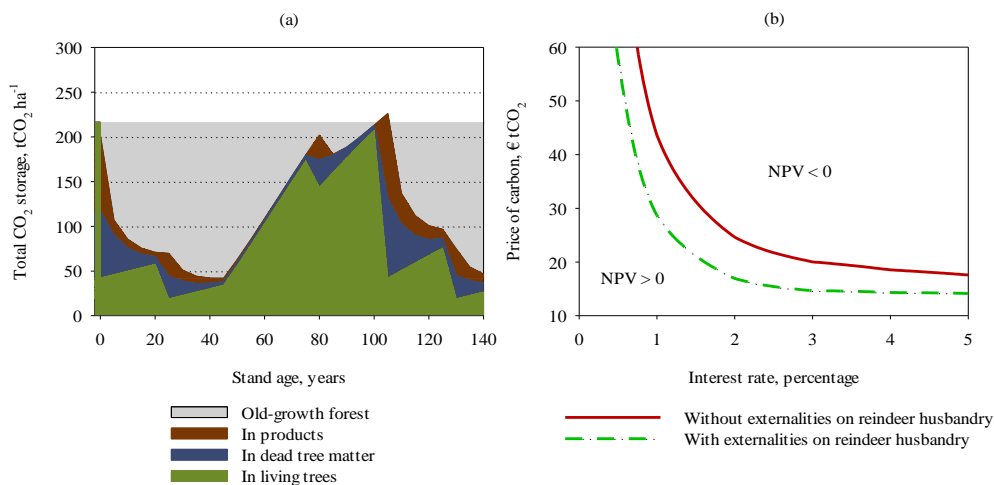 (a)
Total CO2 storage, tCO2 ha-1
300
250
200
150
100
50
0
0 20 40 60 80 100 120 140
Stand age, years
Old-growth forest
In products
In dead tree matter
In living trees
(b)
Price of carbon, € tCO2
60
50
40
30
20
10
NPV < 0
NPV > 0
0 1 2 3 4 5
Interest rate, percentage
Without externalities on reindeer husbandry
With externalities on reindeer husbandry